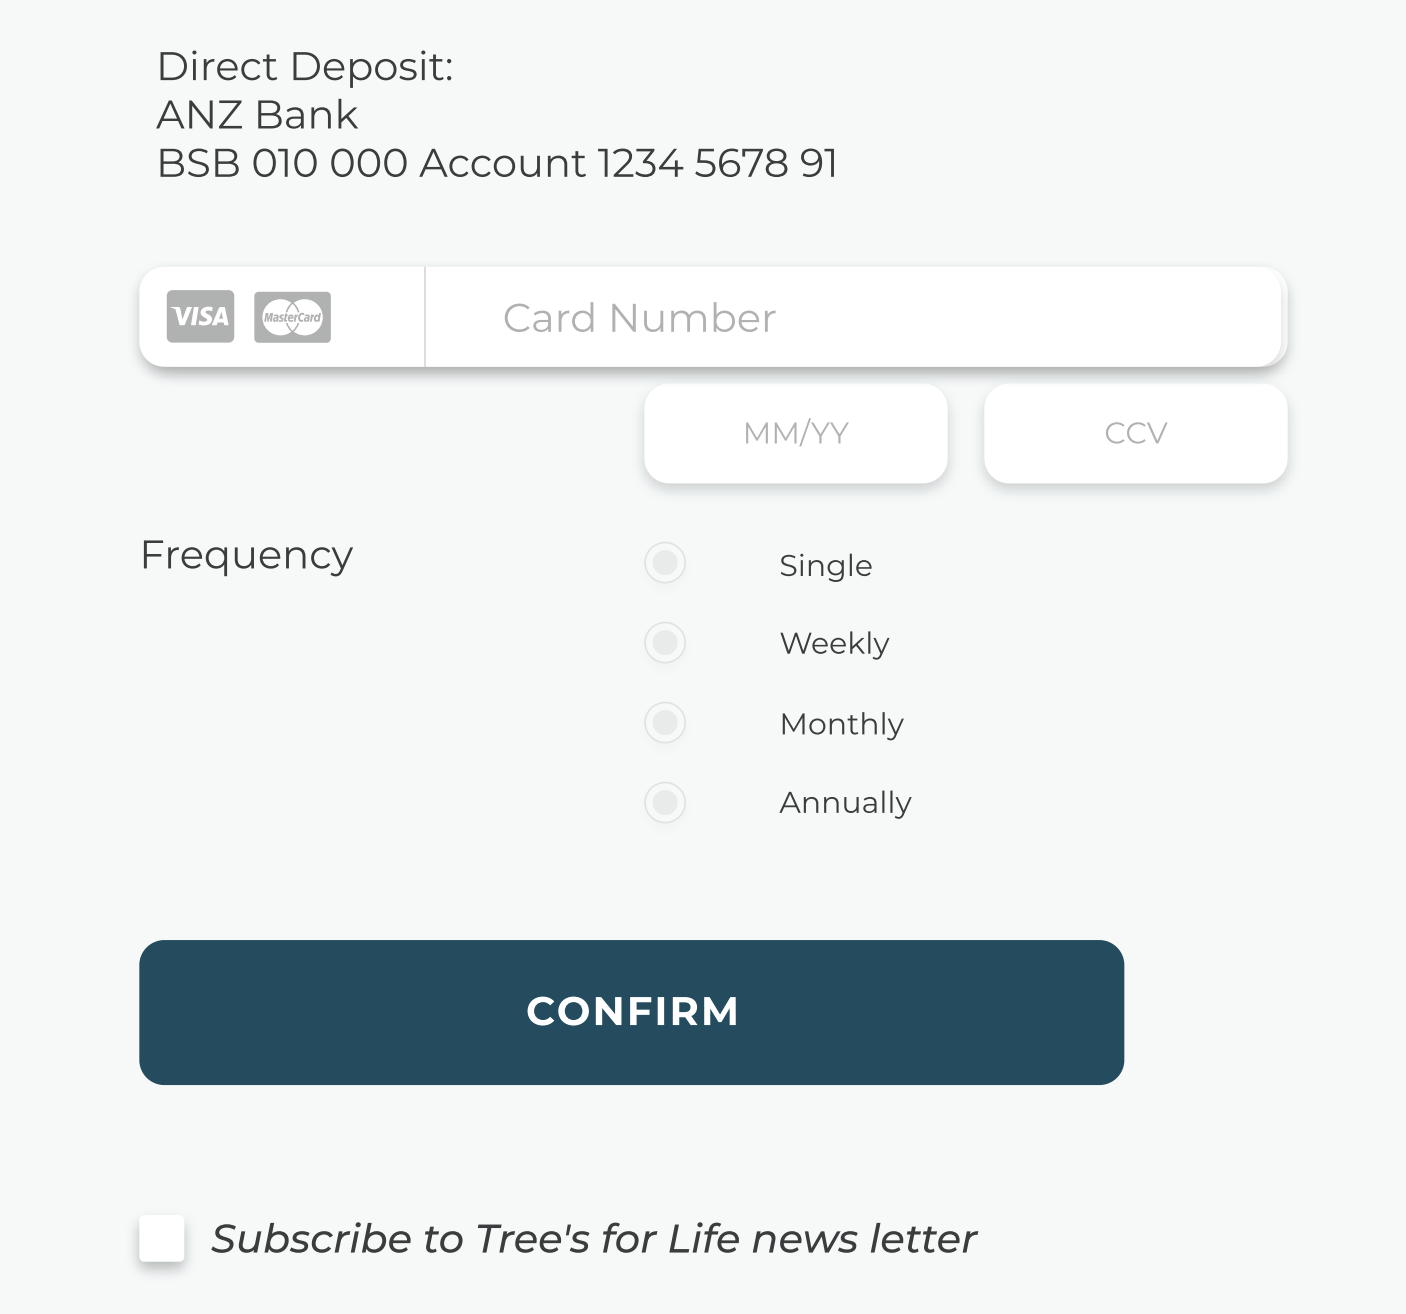 Direct Deposit:
ANZ Bank
BSB 010 000 Account 1234 5678 91
VISA MasterCard Card Number
MM/YY CCV
Frequency
Single
Weekly
Monthly
Annually
CONFIRM
Subscribe to Tree's for Life news letter